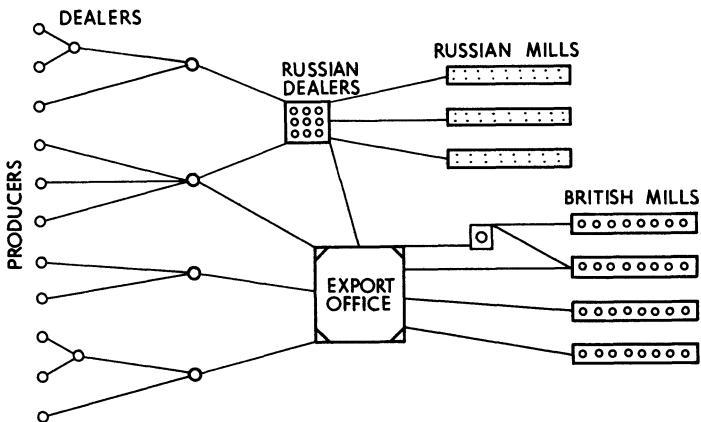 DEALERS
RUSSIAN
DEALERS
RUSSIAN MILLS
PRODUCERS
BRITISH MILLS
EXPORT
OFFICE